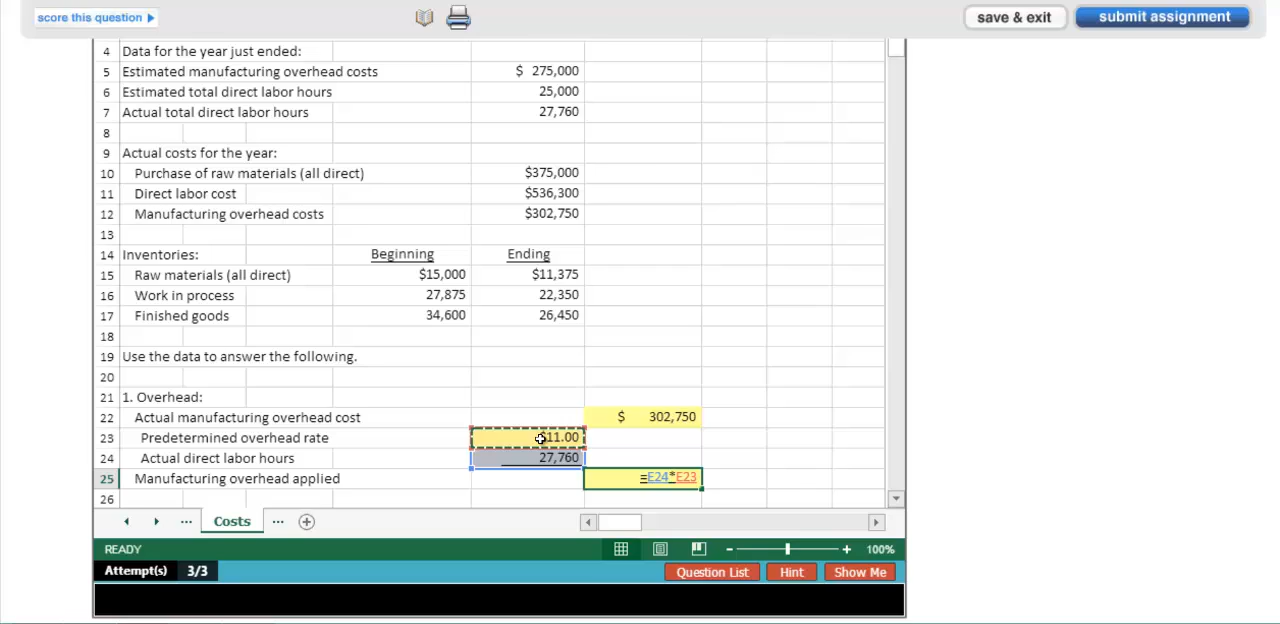 score this question ▶
save & exit
submit assignment
4 Data for the year just ended:
5 Estimated manufacturing overhead costs $ 275,000
6 Estimated total direct labor hours 25,000
7 Actual total direct labor hours 27,760
8
9 Actual costs for the year:
10 Purchase of raw materials (all direct) $375,000
11 Direct labor cost $536,300
12 Manufacturing overhead costs $302,750
13
14 Inventories: Beginning Ending
15 Raw materials (all direct) $15,000 $11,375
16 Work in process 27,875 22,350
17 Finished goods 34,600 26,450
18
19 Use the data to answer the following.
20
21 1. Overhead:
22 Actual manufacturing overhead cost $ 302,750
23 Predetermined overhead rate $11.00
24 Actual direct labor hours 27,760
25 Manufacturing overhead applied =E24*E23
26
... Costs ...
READY 100%
Attempt(s) 3/3 Question List Hint Show Me